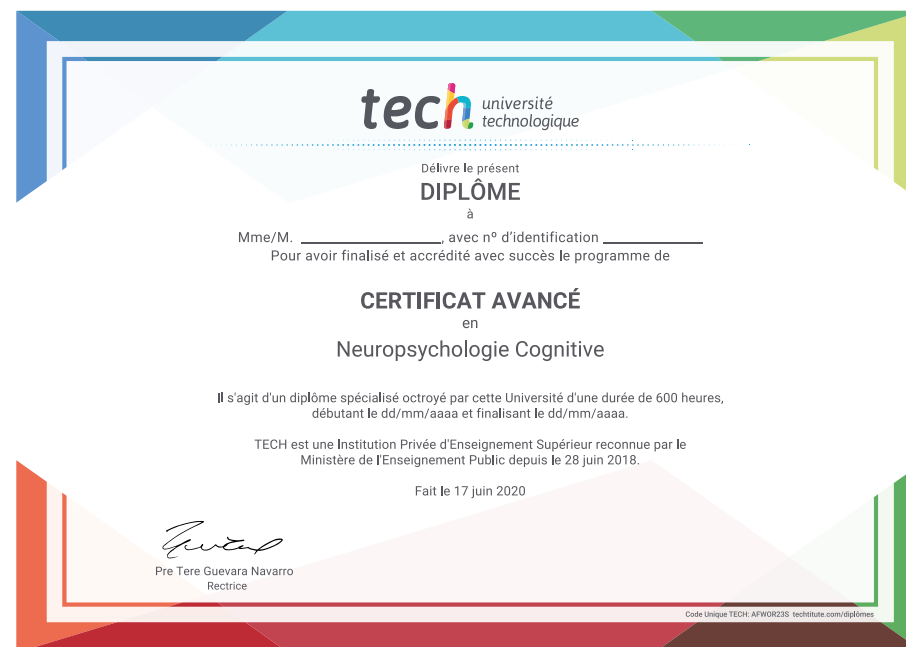 tech université
technologique
Délivre le présent
DIPLÔME
à
Mme/M. ____________________, avec nº d'identification ______________
Pour avoir finalisé et accrédité avec succès le programme de
CERTIFICAT AVANCÉ
en
Neuropsychologie Cognitive
Il s'agit d'un diplôme spécialisé octroyé par cette Université d'une durée de 600 heures,
débutant le dd/mm/aaaa et finalisant le dd/mm/aaaa.
TECH est une Institution Privée d'Enseignement Supérieur reconnue par le
Ministère de l'Enseignement Public depuis le 28 juin 2018.
Fait le 17 juin 2020
Pre Tere Guevara Navarro
Rectrice
Code Unique TECH: AFWOR23S techtitute.com/diplômes